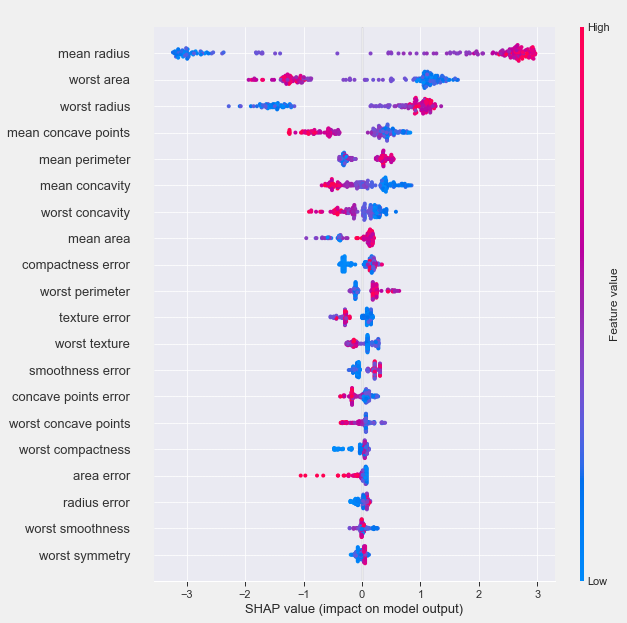 High
mean radius
worst area
worst radius
mean concave points
mean perimeter
mean concavity
worst concavity
mean area
compactness error
worst perimeter
texture error
worst texture
smoothness error
concave points error
worst concave points
worst compactness
area error
radius error
worst smoothness
worst symmetry
Feature value
Low
−3 −2 −1 0 1 2 3
SHAP value (impact on model output)